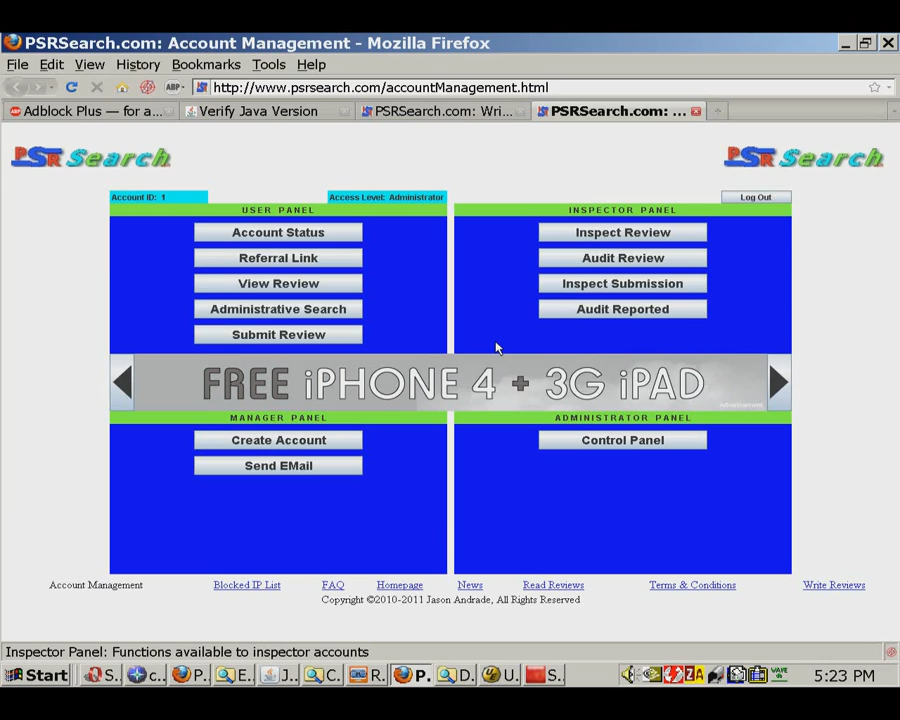 PSRSearch.com: Account Management - Mozilla Firefox
File Edit View History Bookmarks Tools Help
ABP http://www.psrsearch.com/accountManagement.html
Adblock Plus — for a... Verify Java Version PSRSearch.com: Wri... PSRSearch.com: ...
PSR Search PSR Search
Account ID: 1 Access Level: Administrator Log Out
USER PANEL INSPECTOR PANEL
Account Status Inspect Review
Referral Link Audit Review
View Review Inspect Submission
Administrative Search Audit Reported
Submit Review
FREE iPHONE 4 + 3G iPAD
Advertisement
MANAGER PANEL ADMINISTRATOR PANEL
Create Account Control Panel
Send EMail
Account Management Blocked IP List FAQ Homepage News Read Reviews Terms & Conditions Write Reviews
Copyright ©2010-2011 Jason Andrade, All Rights Reserved
Inspector Panel: Functions available to inspector accounts
Start S... c... P... E... J... C... R... P... D... U... S... ZA 5:23 PM